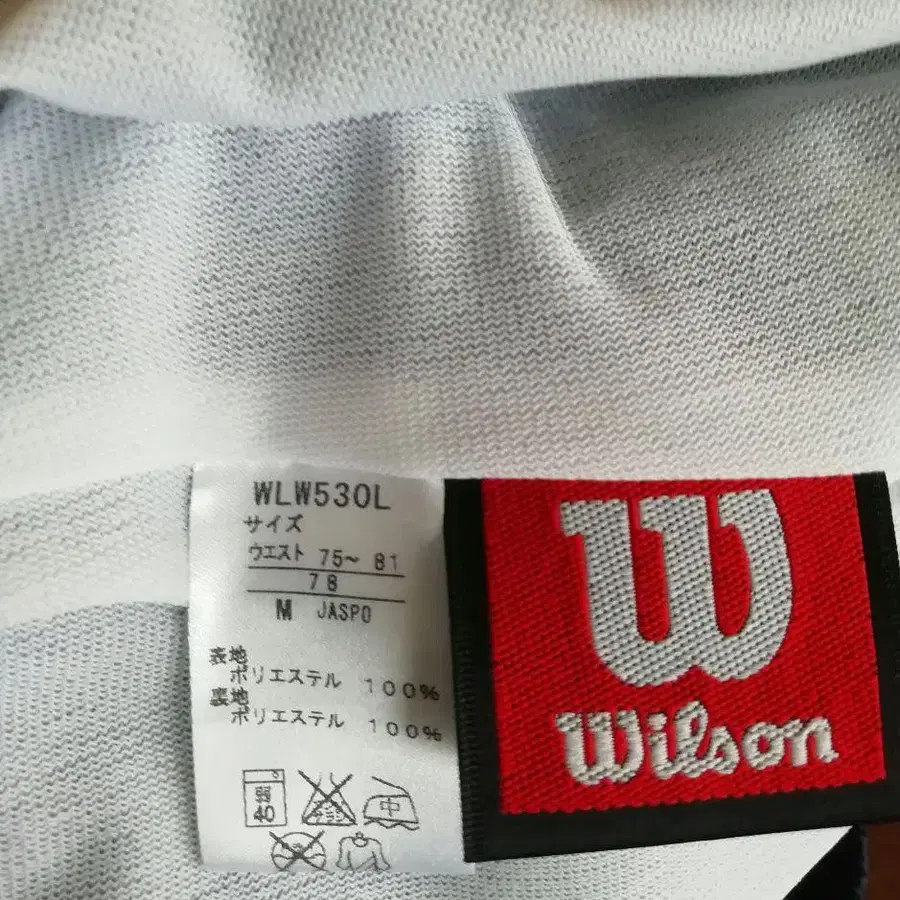 WLW530L
サイズ
ウエスト 75~ 81
78
M JASPO
表地
ポリエステル 100%
裏地
ポリエステル 100%
弱
40
中
W
Wilson